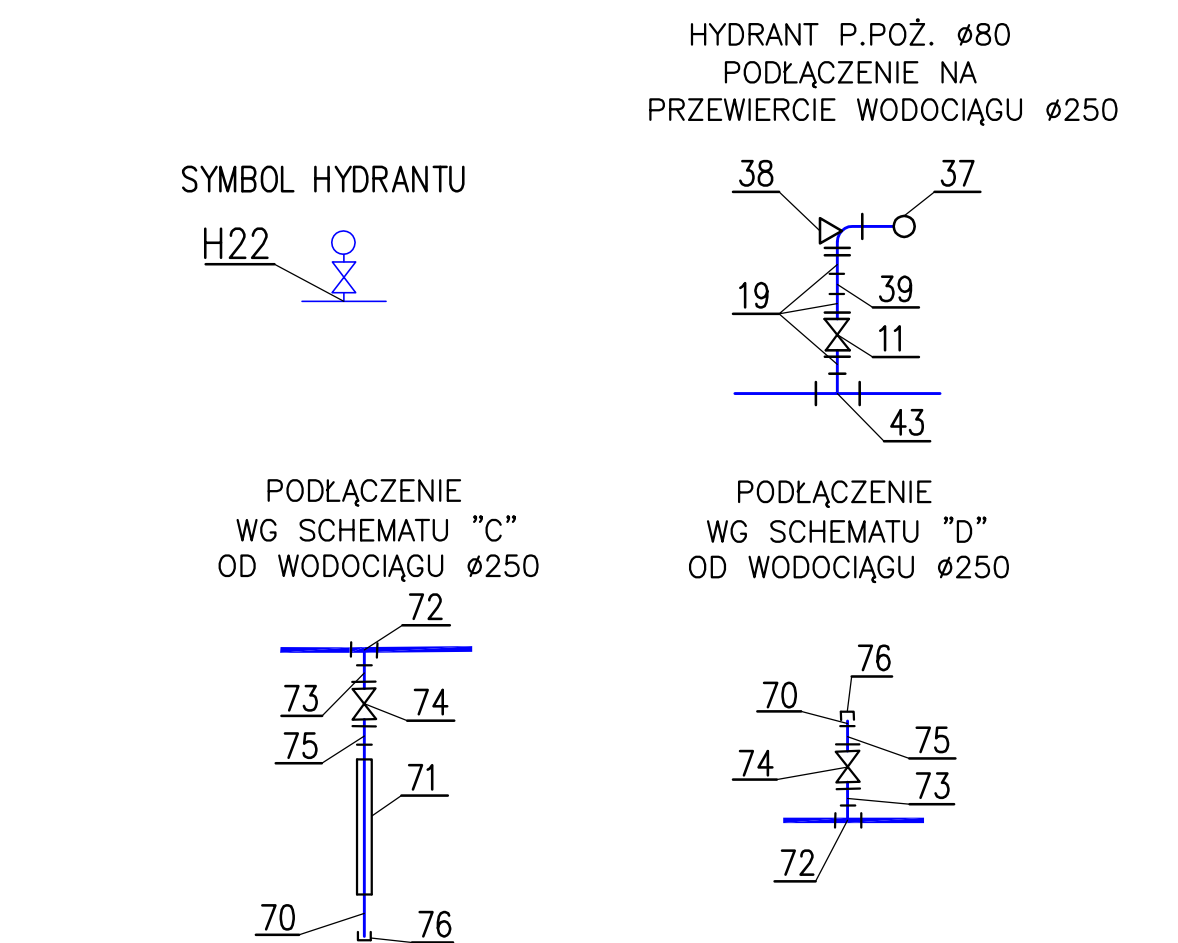 HYDRANT P.POŻ. ø80
PODŁĄCZENIE NA
PRZEWIERCIE WODOCIĄGU ø250
SYMBOL HYDRANTU
H22
38
37
19
39
11
43
PODŁĄCZENIE
WG SCHEMATU ”C”
OD WODOCIĄGU ø250
72
73
74
75
71
70
76
PODŁĄCZENIE
WG SCHEMATU ”D”
OD WODOCIĄGU ø250
76
70
75
74
73
72